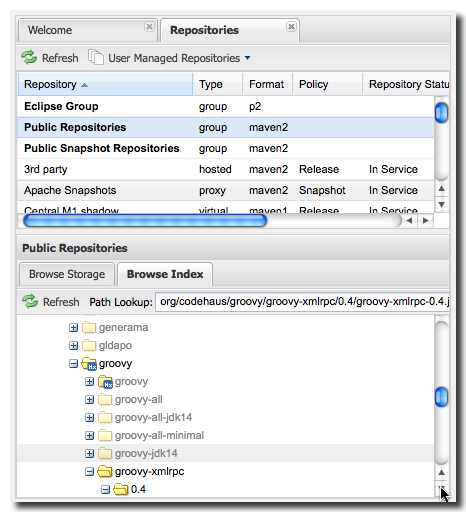 Welcome Repositories
Refresh User Managed Repositories
Repository Type Format Policy Repository Statu
Eclipse Group group p2
Public Repositories group maven2
Public Snapshot Repositories group maven2
3rd party hosted maven2 Release In Service
Apache Snapshots proxy maven2 Snapshot In Service
Central M1 shadow virtual maven1 Release In Service
Public Repositories
Browse Storage Browse Index
Refresh Path Lookup: org/codehaus/groovy/groovy-xmlrpc/0.4/groovy-xmlrpc-0.4.j
generama
gldapo
groovy
groovy
groovy-all
groovy-all-jdk14
groovy-all-minimal
groovy-jdk14
groovy-xmlrpc
0.4